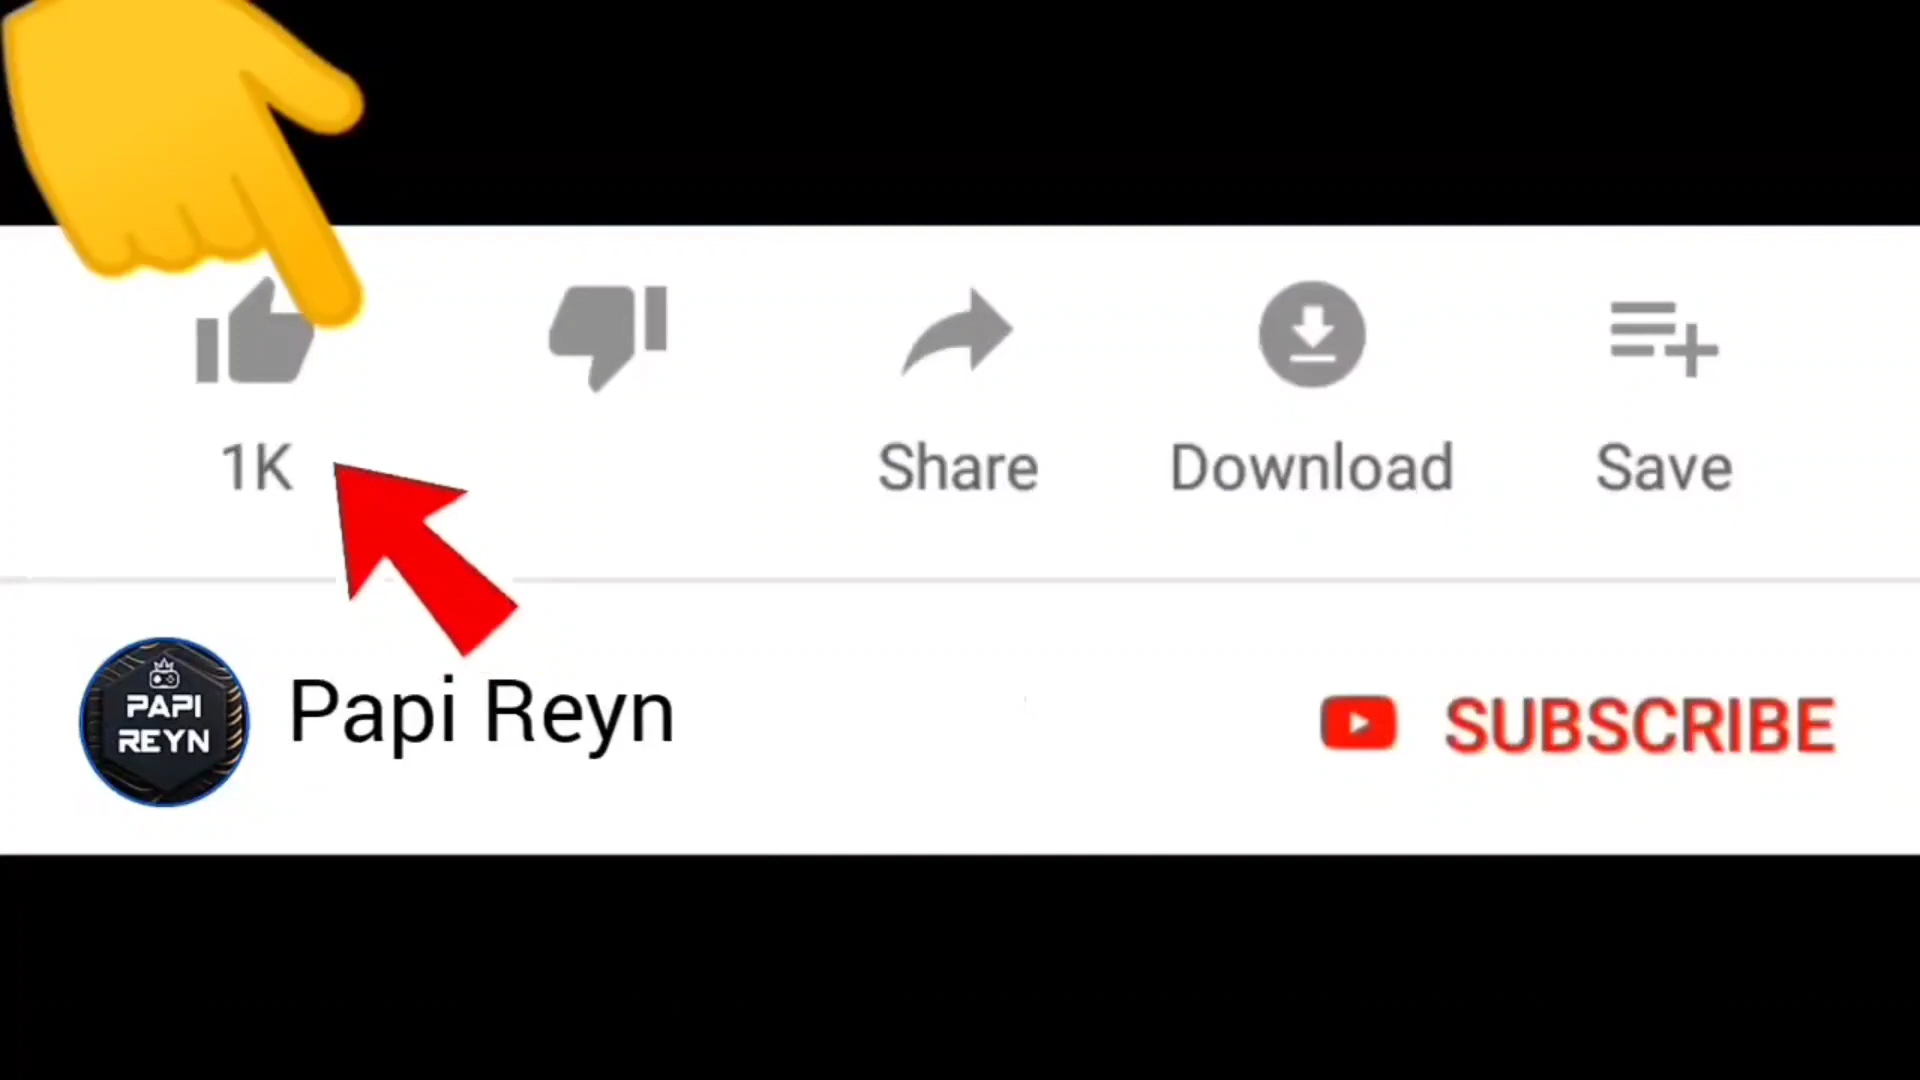 1K
Share
Download
Save
PAPI
REYN
Papi Reyn
SUBSCRIBE